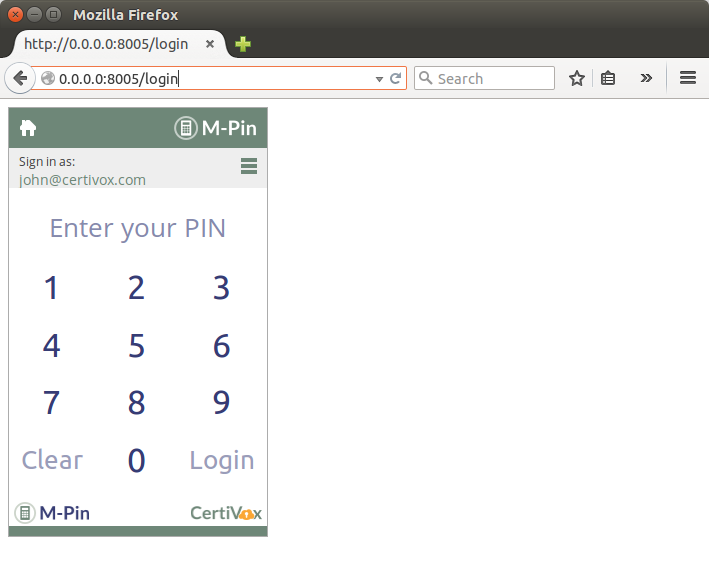 Mozilla Firefox
http://0.0.0.0:8005/login
0.0.0.0:8005/login
Search
M-Pin
Sign in as:
john@certivox.com
Enter your PIN
1 2 3
4 5 6
7 8 9
Clear 0 Login
M-Pin CertiVox